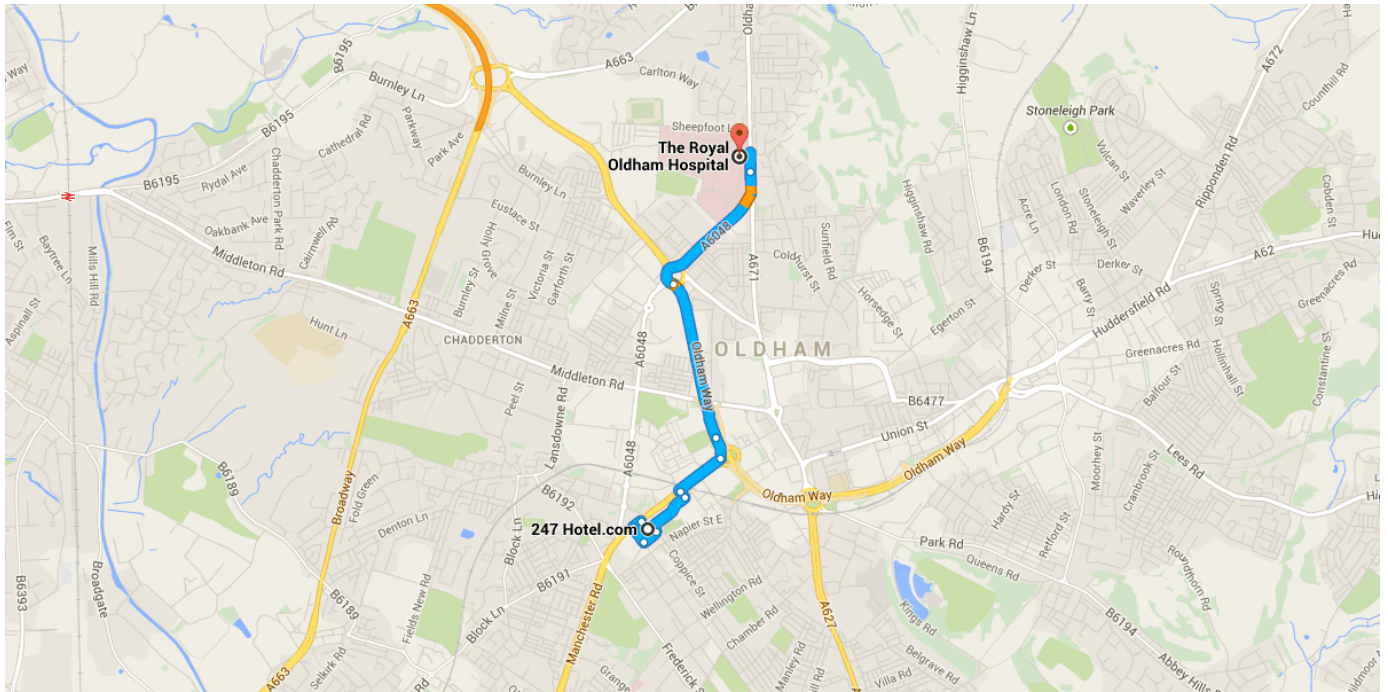 B6195
A663
Oldha
Higginshaw Ln
A672
Way
Burnley Ln
Carlton Way
Counthill Rd
Stoneleigh Park
Cathedral Rd
Parkway
Park Ave
Sheepfoot L
B6195
The Royal
Oldham Hospital
B6195
Rydal Ave
Chadderton Park Rd
Burnley Ln
Vulcan St
Waverley St
Ripponden Rd
Cobden St
Oakbank Ave
Cairnwell Rd
Eustace St
Holly Grove
Higginshaw Rd
Acre Ln
London Rd
Stoneleigh St
Elm St
Baytree Ln
Mills Hill Rd
Middleton Rd
Victoria St
Garforth St
A6048
A671
Coldhurst St
Sunfield Rd
B6194
Derker St
Derker St
A62
Hud
Burnley St
Milne St
Horsedge St
Barry St
Huddersfield Rd
Spring St
Greenacres Rd
Aspinall St
Hunt Ln
A663
Egerton St
CHADDERTON
A6048
OLDHAM
Oldham Way
Greenacres Rd
Hollinhall St
Constantine St
Middleton Rd
Peel St
Balfour St
B6477
Lansdowne Rd
Union St
A6048
Oldham Way
Moorhey St
Lees Rd
B6189
Broadway
Fold Green
B6192
Oldham Way
Cranbrook St
Denton Ln
Block Ln
247 Hotel.com
Napier St E
Hardy St
Retford St
Park Rd
Queens Rd
Roundthorn Rd
B6393
Broadgate
B6189
Fields New Rd
Block Ln
B6191
Manchester Rd
Coppice St
Wellington Rd
Chamber Rd
A627
Kings Rd
B6194
Abbey Hills
Selkirk Rd
A663
Grange
Frederick St
Manley Rd
Villa Rd
Belgrave Rd
oldmoor A